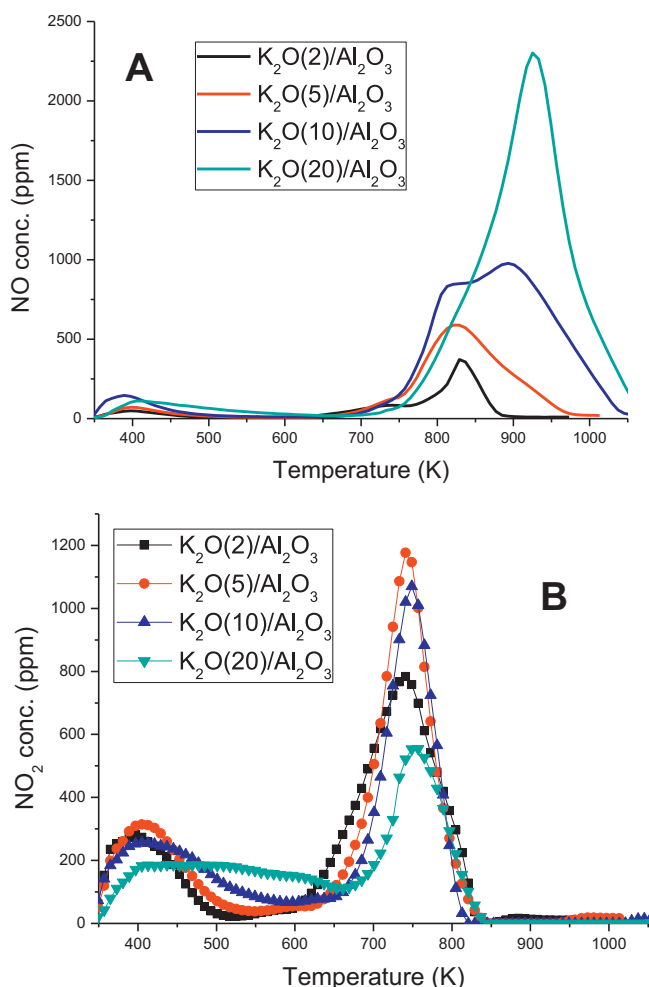 A
K₂O(2)/Al₂O₃
K₂O(5)/Al₂O₃
K₂O(10)/Al₂O₃
K₂O(20)/Al₂O₃
2500
2000
1500
1000
500
0
NO conc. (ppm)
400 500 600 700 800 900 1000
Temperature (K)
B
K₂O(2)/Al₂O₃
K₂O(5)/Al₂O₃
K₂O(10)/Al₂O₃
K₂O(20)/Al₂O₃
1200
1000
800
600
400
200
0
NO₂ conc. (ppm)
400 500 600 700 800 900 1000
Temperature (K)